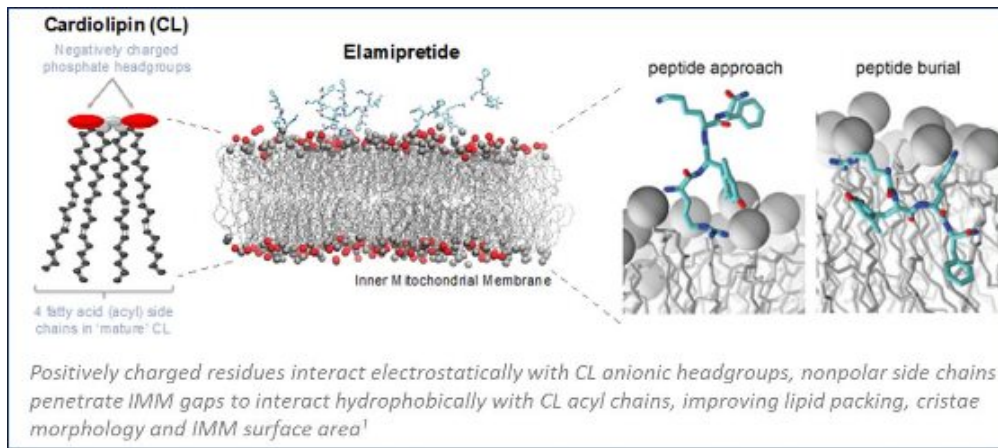 Cardiolipin (CL)
Negatively charged
phosphate headgroups
Elamipretide
peptide approach
peptide burial
Inner Mitochondrial Membrane
4 fatty acid (acyl) side
chains in 'mature' CL
Positively charged residues interact electrostatically with CL anionic headgroups, nonpolar side chains
penetrate IMM gaps to interact hydrophobically with CL acyl chains, improving lipid packing, cristae
morphology and IMM surface area¹